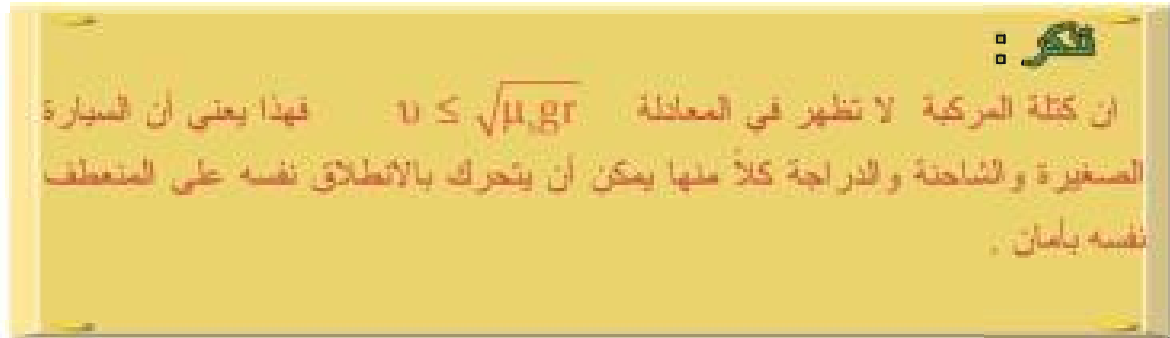 فكر :
ان كتلة المركبة لا تظهر في المعادلة υ ≤ √μ,gr فهذا يعني أن السيارة
الصغيرة والشاحنة والدراجة كلاً منها يمكن أن يتحرك بالانطلاق نفسه على المنعطف
نفسه بأمان .